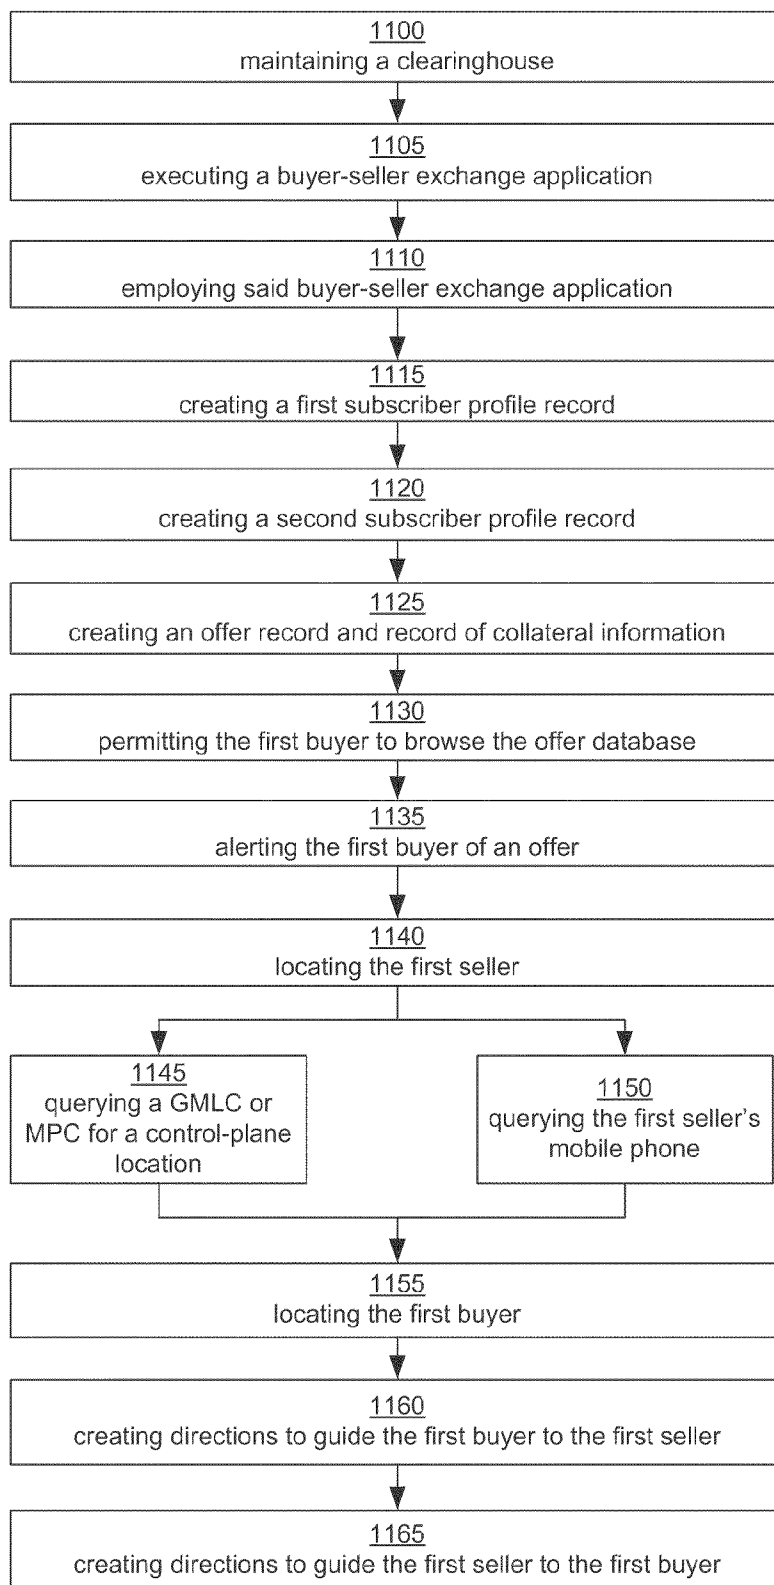 1100
maintaining a clearinghouse
1105
executing a buyer-seller exchange application
1110
employing said buyer-seller exchange application
1115
creating a first subscriber profile record
1120
creating a second subscriber profile record
1125
creating an offer record and record of collateral information
1130
permitting the first buyer to browse the offer database
1135
alerting the first buyer of an offer
1140
locating the first seller
1145
querying a GMLC or
MPC for a control-plane
location
1150
querying the first seller's
mobile phone
1155
locating the first buyer
1160
creating directions to guide the first buyer to the first seller
1165
creating directions to guide the first seller to the first buyer